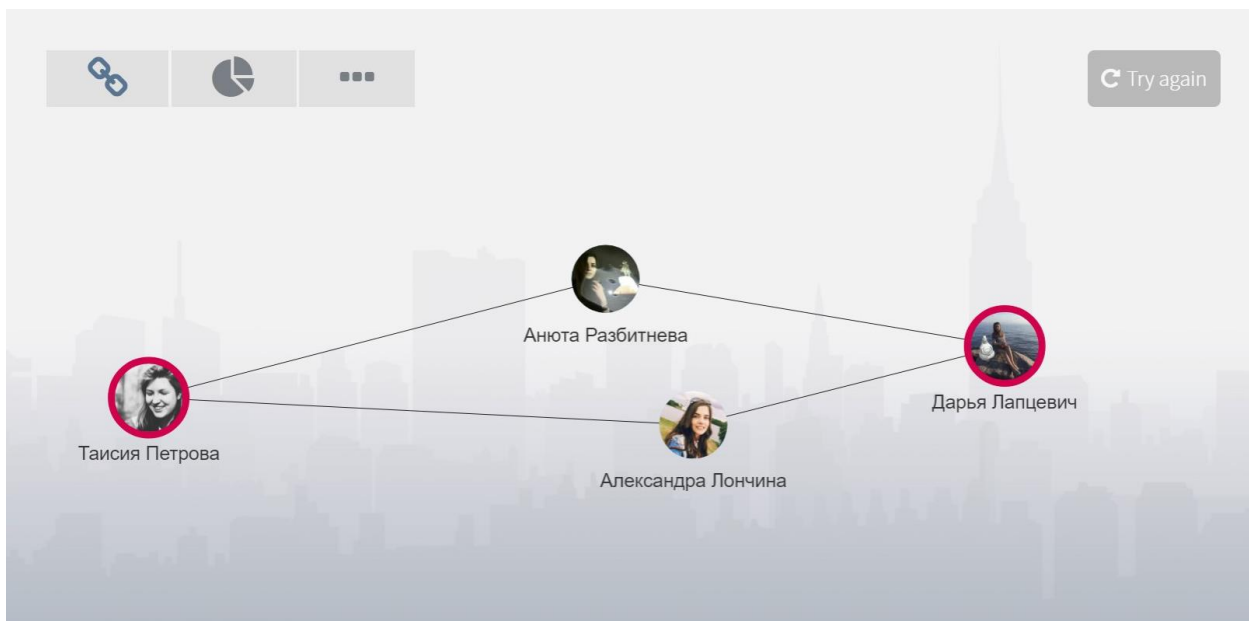 Try again
Анюта Разбитнева
Дарья Лапцевич
Таисия Петрова
Александра Лончина